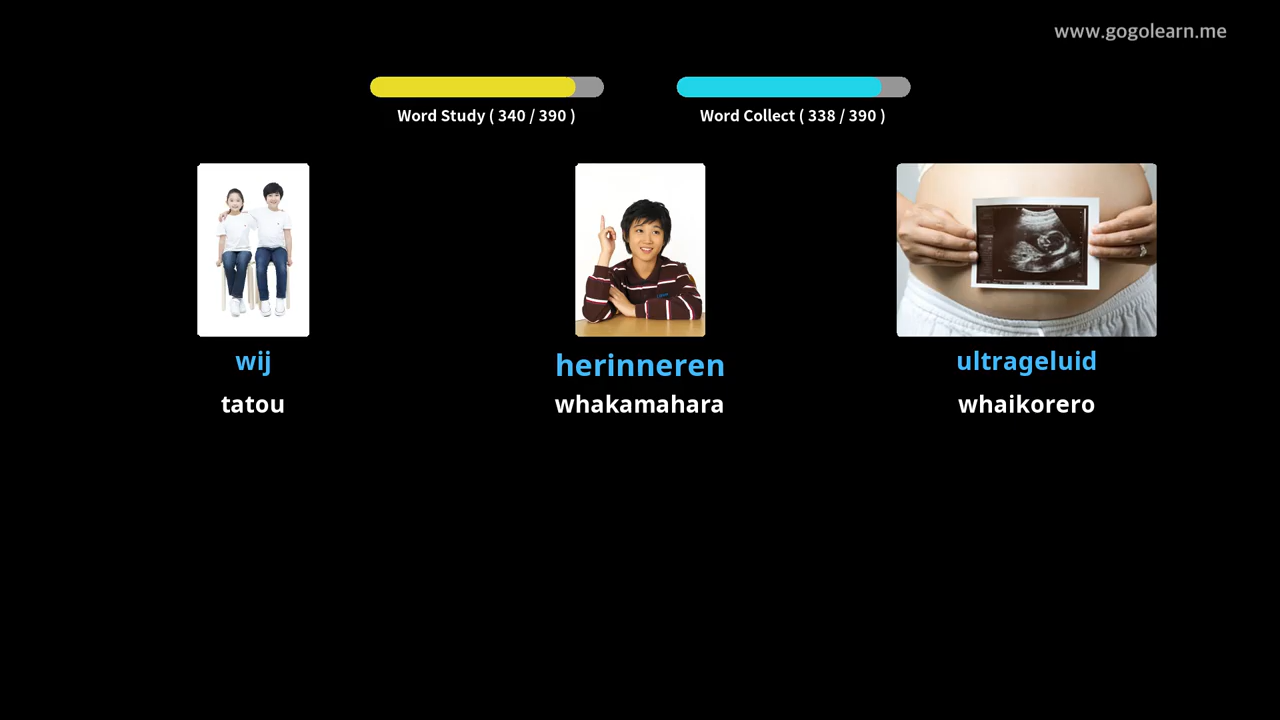 www.gogolearn.me
Word Study ( 340 / 390 )
Word Collect ( 338 / 390 )
wij
herinneren
ultrageluid
tatou
whakamahara
whaikorero